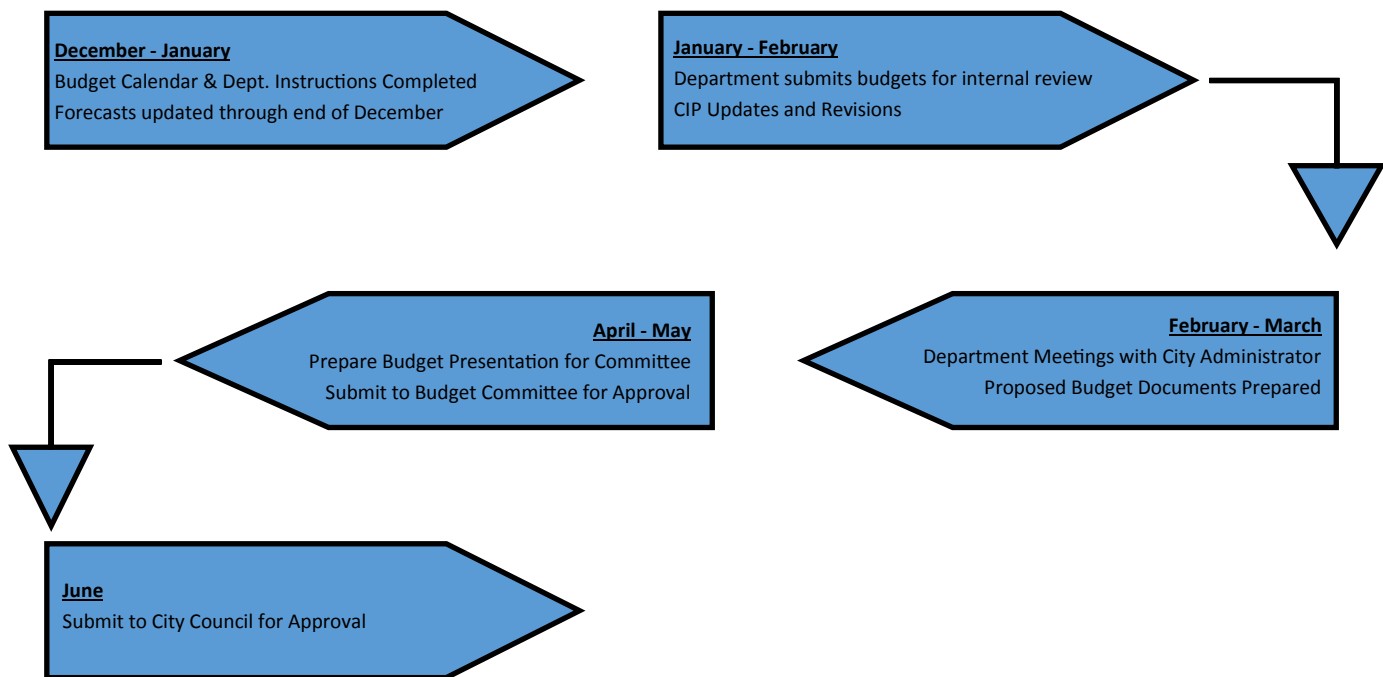 December - January
Budget Calendar & Dept. Instructions Completed
Forecasts updated through end of December
January - February
Department submits budgets for internal review
CIP Updates and Revisions
February - March
Department Meetings with City Administrator
Proposed Budget Documents Prepared
April - May
Prepare Budget Presentation for Committee
Submit to Budget Committee for Approval
June
Submit to City Council for Approval